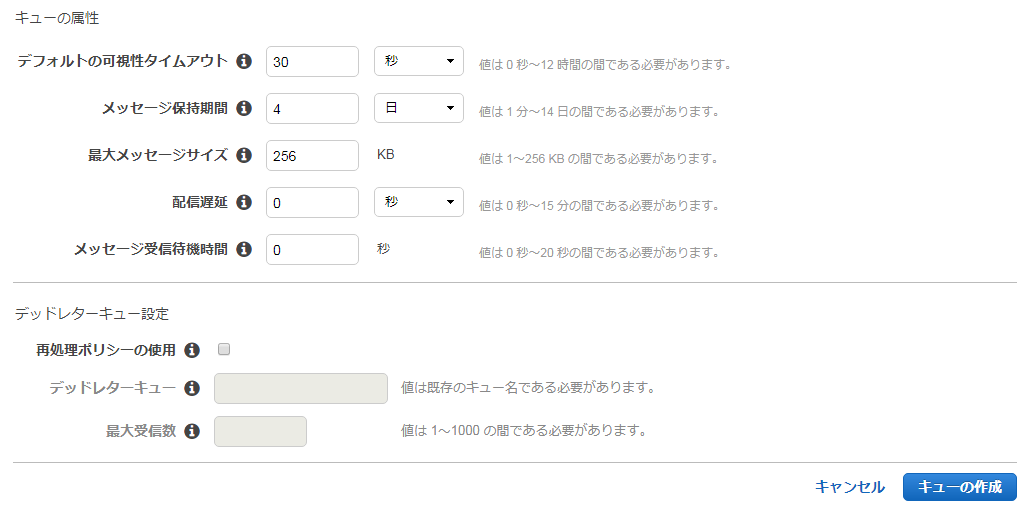 キューの属性
デフォルトの可視性タイムアウト 30 秒 値は 0 秒～12 時間の間である必要があります。
メッセージ保持期間 4 日 値は 1 分～14 日の間である必要があります。
最大メッセージサイズ 256 KB 値は 1～256 KB の間である必要があります。
配信遅延 0 秒 値は 0 秒～15 分の間である必要があります。
メッセージ受信待機時間 0 秒 値は 0 秒～20 秒の間である必要があります。
デッドレターキュー設定
再処理ポリシーの使用
デッドレターキュー 値は既存のキュー名である必要があります。
最大受信数 値は 1～1000 の間である必要があります。
キャンセル キューの作成